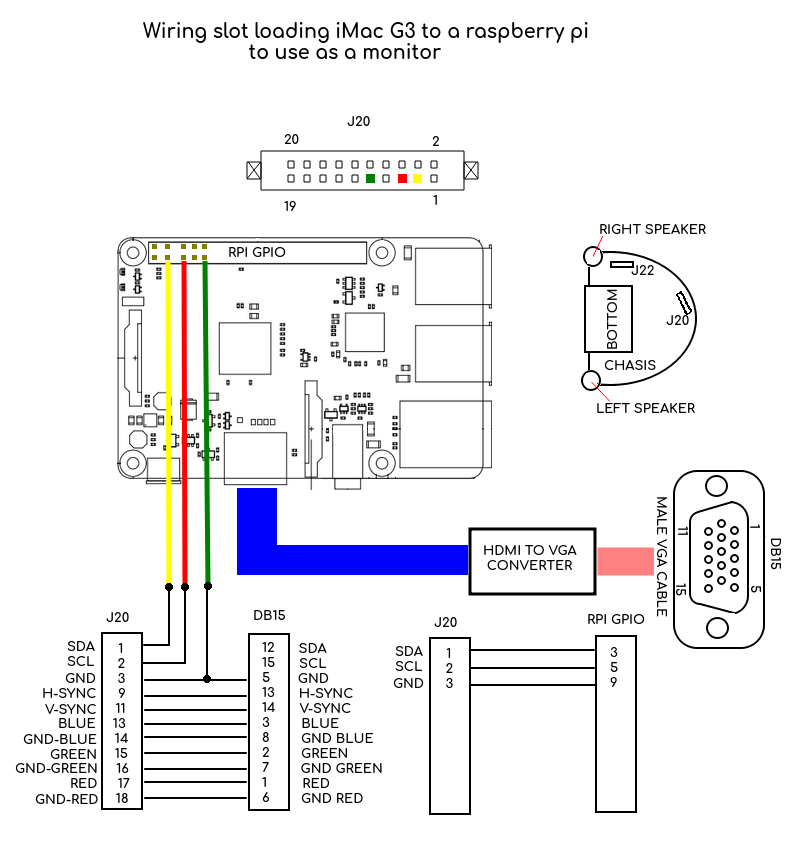 Wiring slot loading iMac G3 to a raspberry pi
to use as a monitor
J20
20
2
19
1
RPI GPIO
RIGHT SPEAKER
J22
J20
BOTTOM
CHASIS
LEFT SPEAKER
HDMI TO VGA
CONVERTER
MALE VGA CABLE
11
1
15
5
DB15
J20
SDA 1
SCL 2
GND 3
H-SYNC 9
V-SYNC 11
BLUE 13
GND-BLUE 14
GREEN 15
GND-GREEN 16
RED 17
GND-RED 18
DB15
12 SDA
15 SCL
5 GND
13 H-SYNC
14 V-SYNC
3 BLUE
8 GND BLUE
2 GREEN
7 GND GREEN
1 RED
6 GND RED
J20
SDA 1
SCL 2
GND 3
RPI GPIO
3
5
9